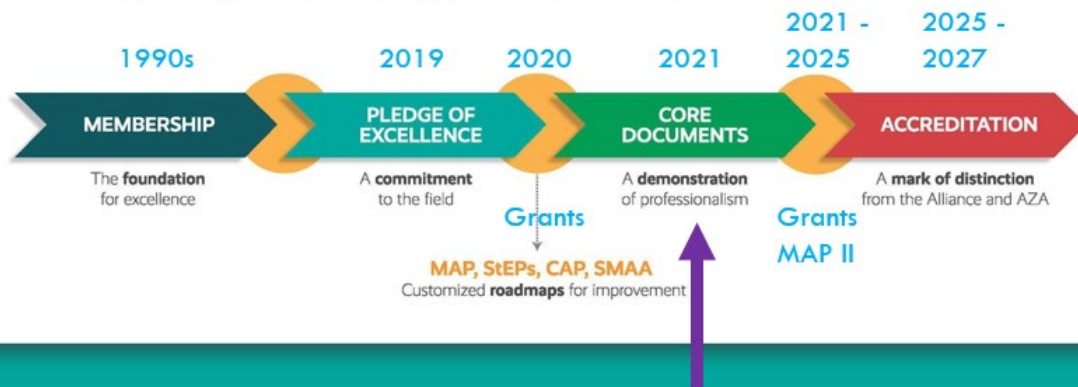 1990s
2019
2020
2021
2021 -
2025
2025 -
2027
MEMBERSHIP
PLEDGE OF
EXCELLENCE
CORE
DOCUMENTS
ACCREDITATION
The foundation
for excellence
A commitment
to the field
A demonstration
of professionalism
A mark of distinction
from the Alliance and AZA
Grants
Grants
MAP II
MAP, StEPs, CAP, SMAA
Customized roadmaps for improvement